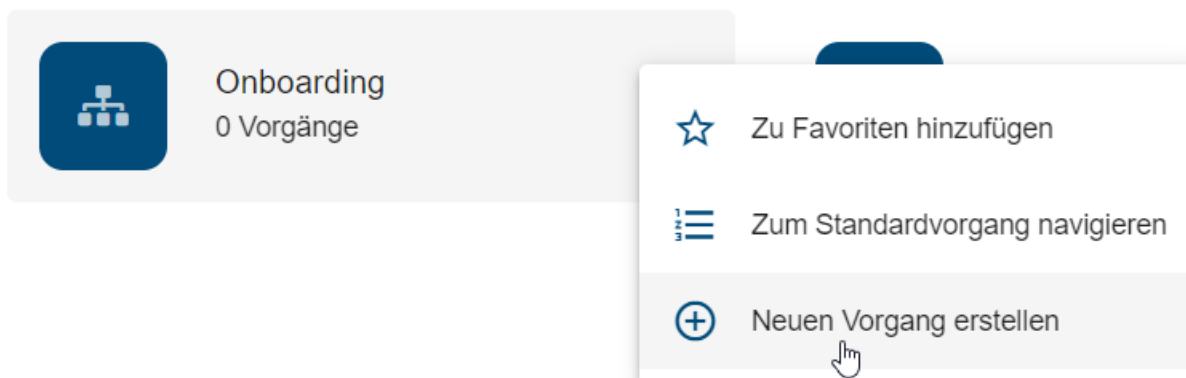 Onboarding
0 Vorgänge
Zu Favoriten hinzufügen
Zum Standardvorgang navigieren
Neuen Vorgang erstellen